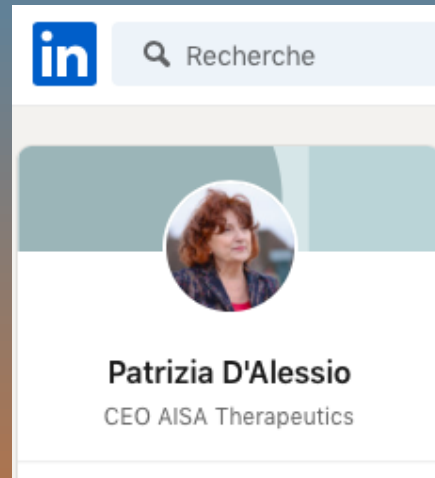 in
Recherche
Patrizia D'Alessio
CEO AISA Therapeutics